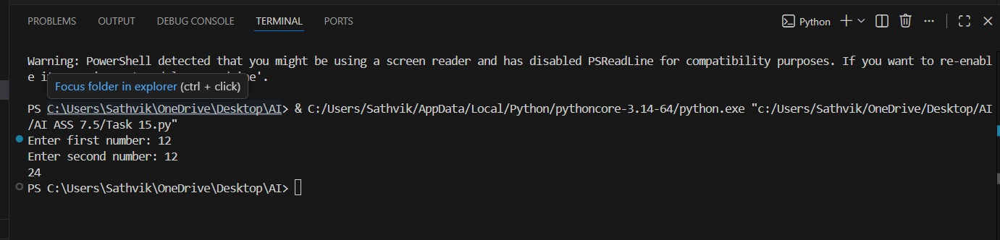 PROBLEMS OUTPUT DEBUG CONSOLE TERMINAL PORTS Python
Warning: PowerShell detected that you might be using a screen reader and has disabled PSReadLine for compatibility purposes. If you want to re-enabl
e
Focus folder in explorer (ctrl + click)
PS C:\Users\Sathvik\OneDrive\Desktop\AI> & C:/Users/Sathvik/AppData/Local/Python/pythoncore-3.14-64/python.exe "c:/Users/Sathvik/OneDrive/Desktop/AI
/AI ASS 7.5/Task 15.py"
Enter first number: 12
Enter second number: 12
24
PS C:\Users\Sathvik\OneDrive\Desktop\AI>